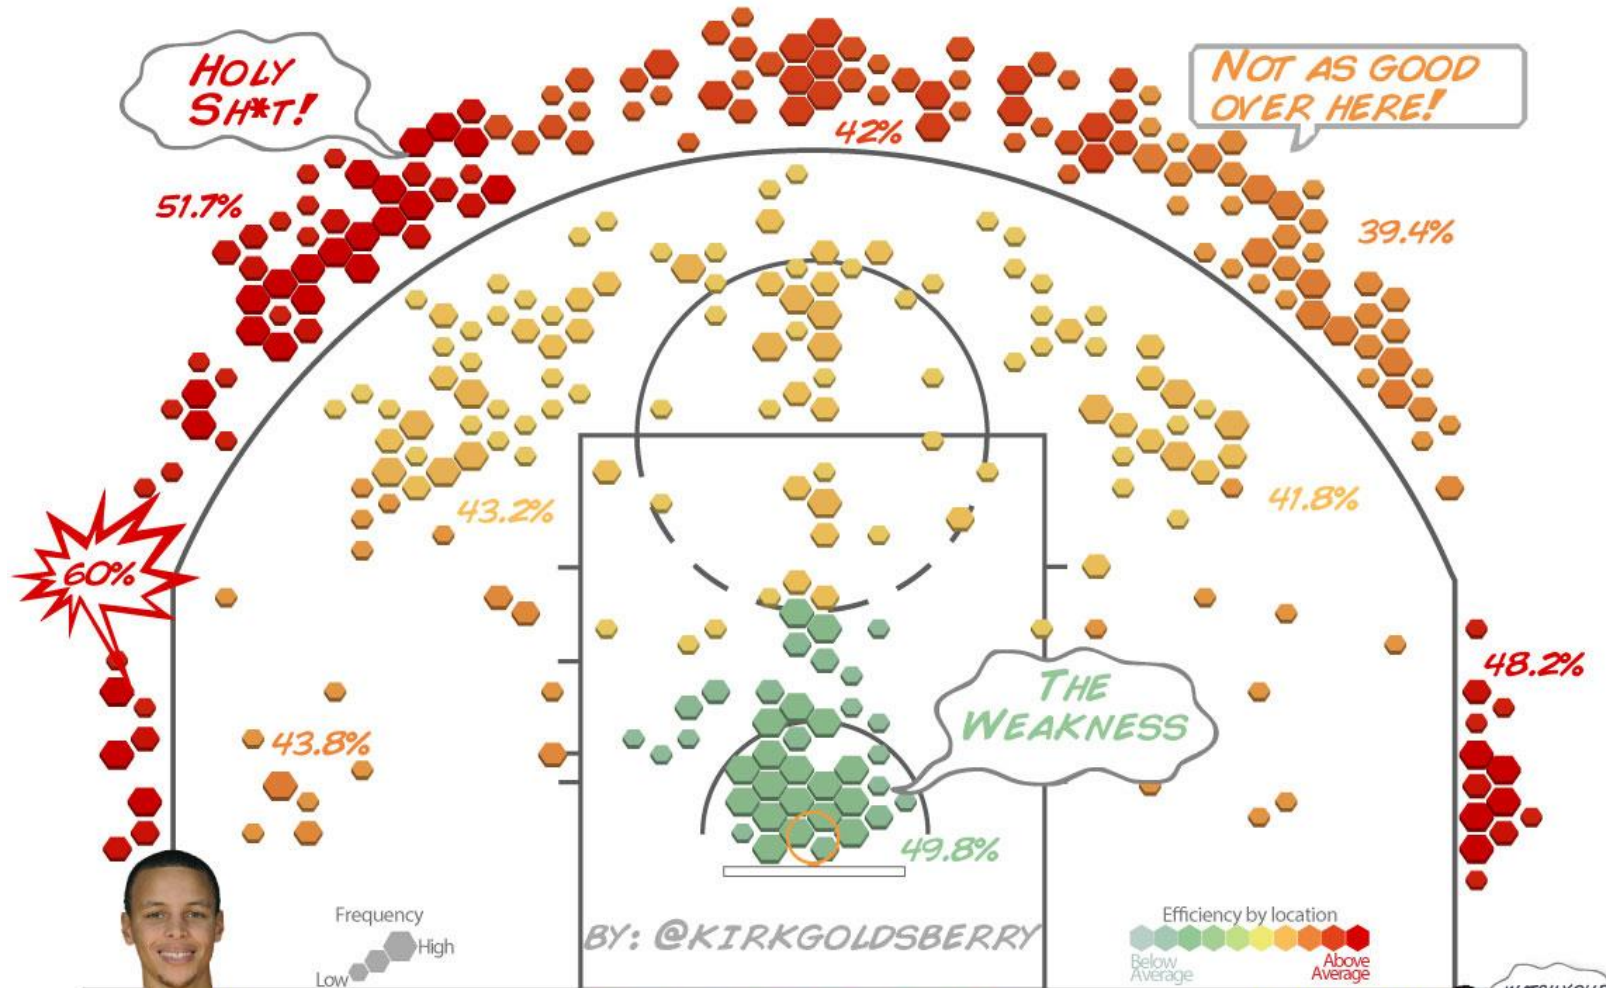 HOLY
SH*T!
NOT AS GOOD
OVER HERE!
42%
51.7%
39.4%
43.2%
41.8%
60%
48.2%
THE
WEAKNESS
43.8%
49.8%
Frequency
High
Low
BY: @KIRKGOLDSBERRY
Efficiency by location
Below
Average
Above
Average